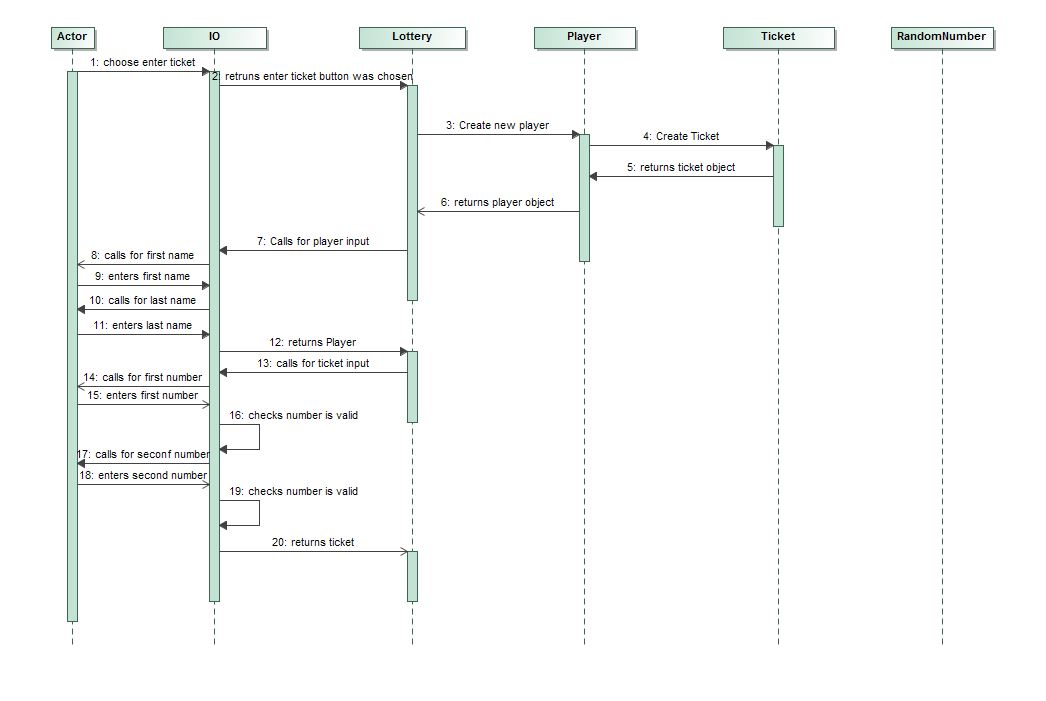 Actor
IO
Lottery
Player
Ticket
RandomNumber
1: choose enter ticket
2: retruns enter ticket button was chosen
3: Create new player
4: Create Ticket
5: returns ticket object
6: returns player object
7: Calls for player input
8: calls for first name
9: enters first name
10: calls for last name
11: enters last name
12: returns Player
13: calls for ticket input
14: calls for first number
15: enters first number
16: checks number is valid
17: calls for seconf number
18: enters second number
19: checks number is valid
20: returns ticket